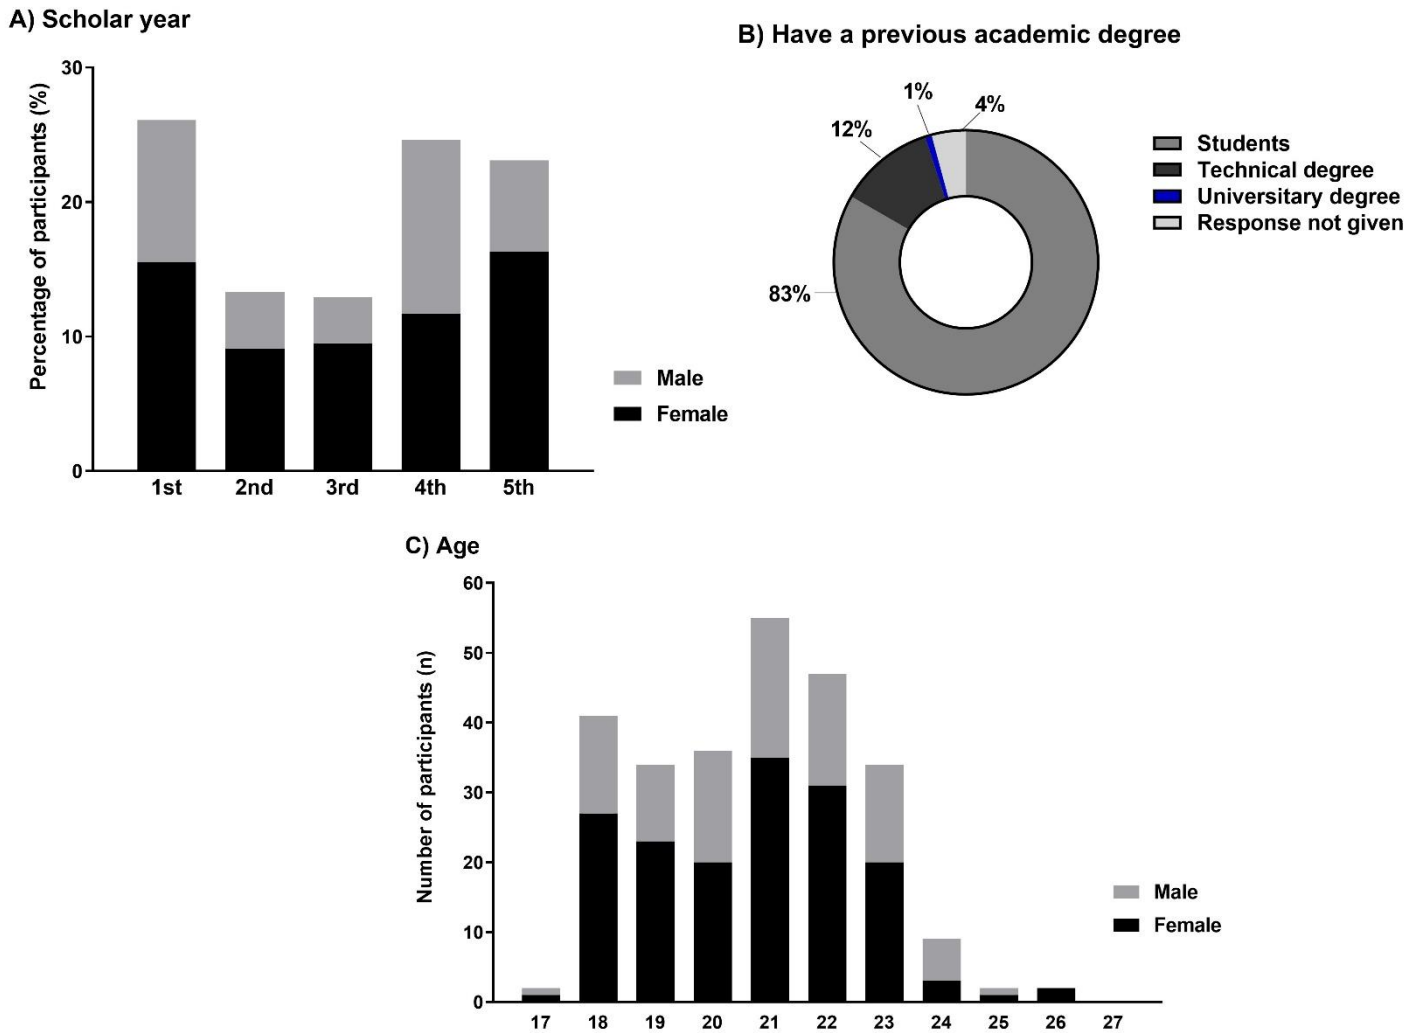 A) Scholar year
30
20
10
0
Percentage of participants (%)
1st 2nd 3rd 4th 5th
Male
Female
B) Have a previous academic degree
1%
4%
12%
83%
Students
Technical degree
Universitary degree
Response not given
C) Age
60
50
40
30
20
10
0
Number of participants (n)
17 18 19 20 21 22 23 24 25 26 27
Male
Female